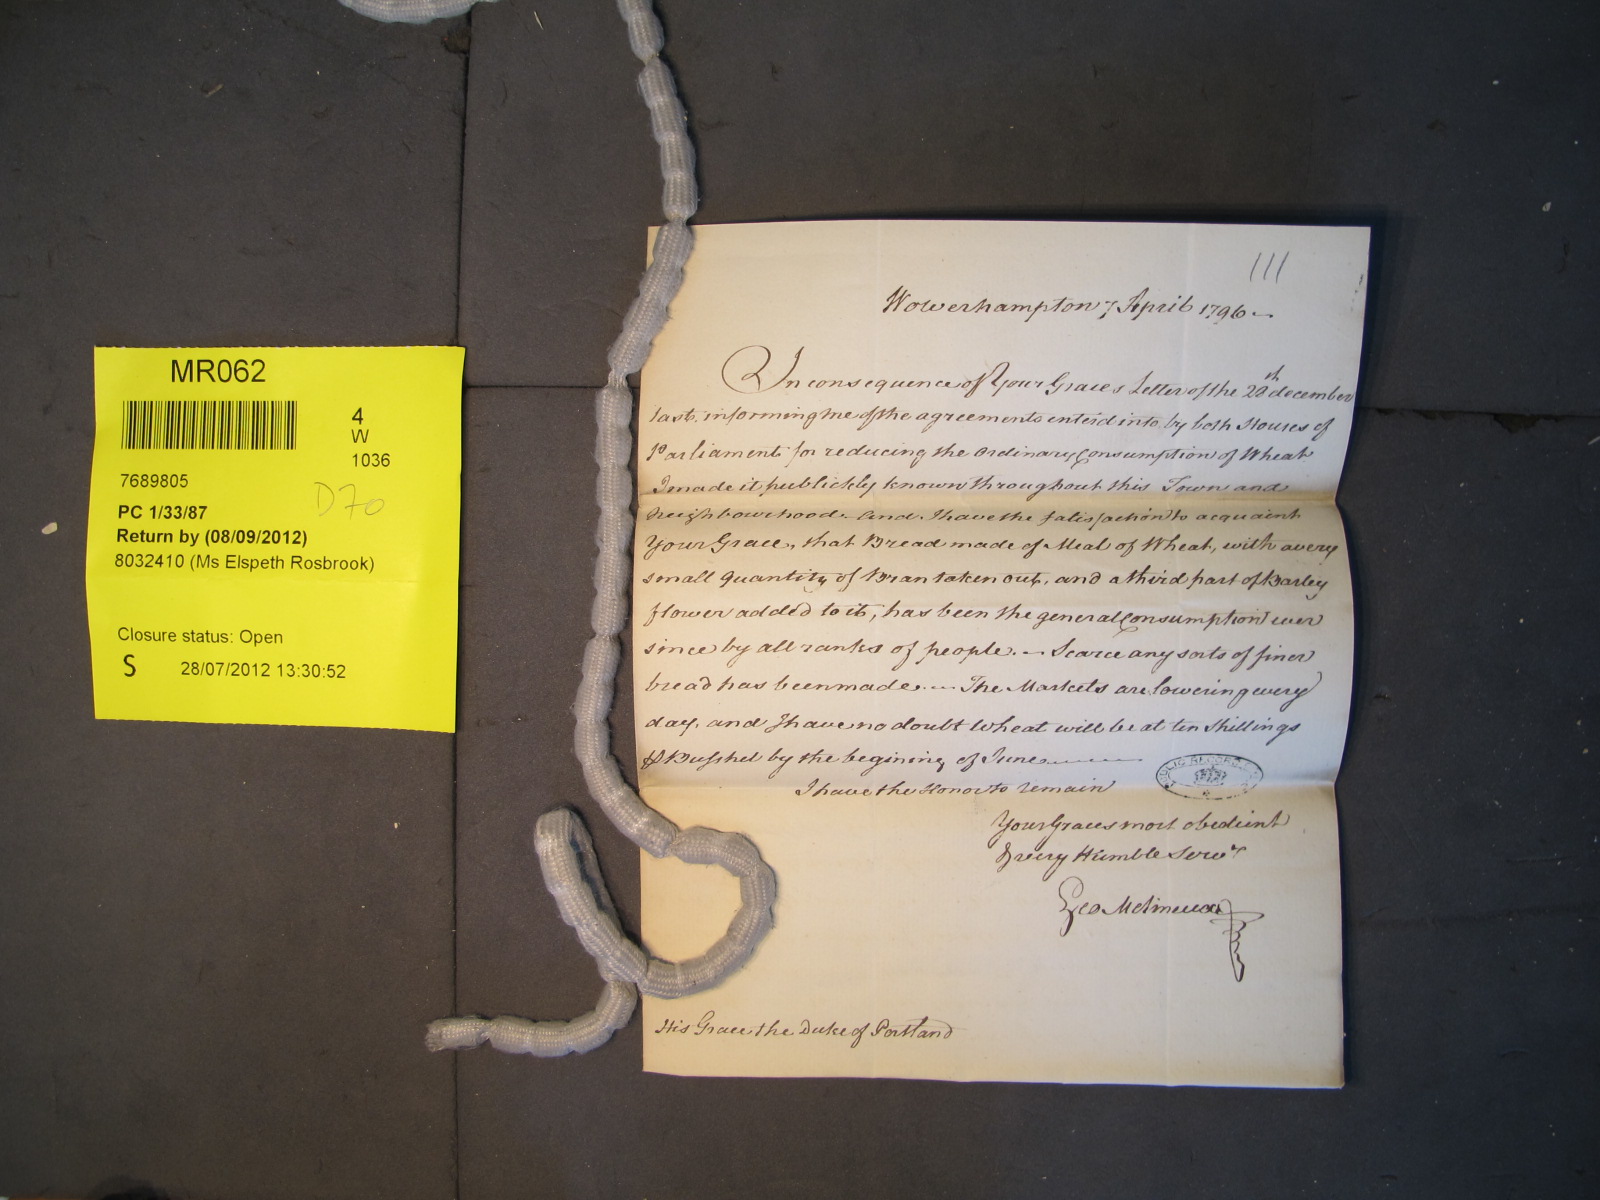 MR062
4
W
1036
7689805
D70
PC 1/33/87
Return by (08/09/2012)
8032410 (Ms Elspeth Rosbrook)
Closure status: Open
S 28/07/2012 13:30:52
111
Wolverhampton 7 April 1796
In consequence of Your Grace's Letter of the 28th december
last, informing me of the agreements enterd into by both Houses of
Parliament for reducing the Ordinary Consumption of Wheat
I made it publickly known throughout this Town and
Neighbourhood and I have the satisfaction to acquaint
Your Grace, that Bread made of Meal of Wheat, with a very
small Quantity of Bran taken out, and a third part of Barley
flower added to it, has been the general Consumption ever
since by all ranks of people. — Scarce any sorts of finer
bread has been made. — The Markets are lowering every
day, and I have no doubt Wheat will be at ten Shillings
₱ Busshel by the begining of June
I have the Honor to remain
Your Graces most obedient
& very Humble Servt
Geo Molineux
His Grace the Duke of Portland
PUBLIC RECORD